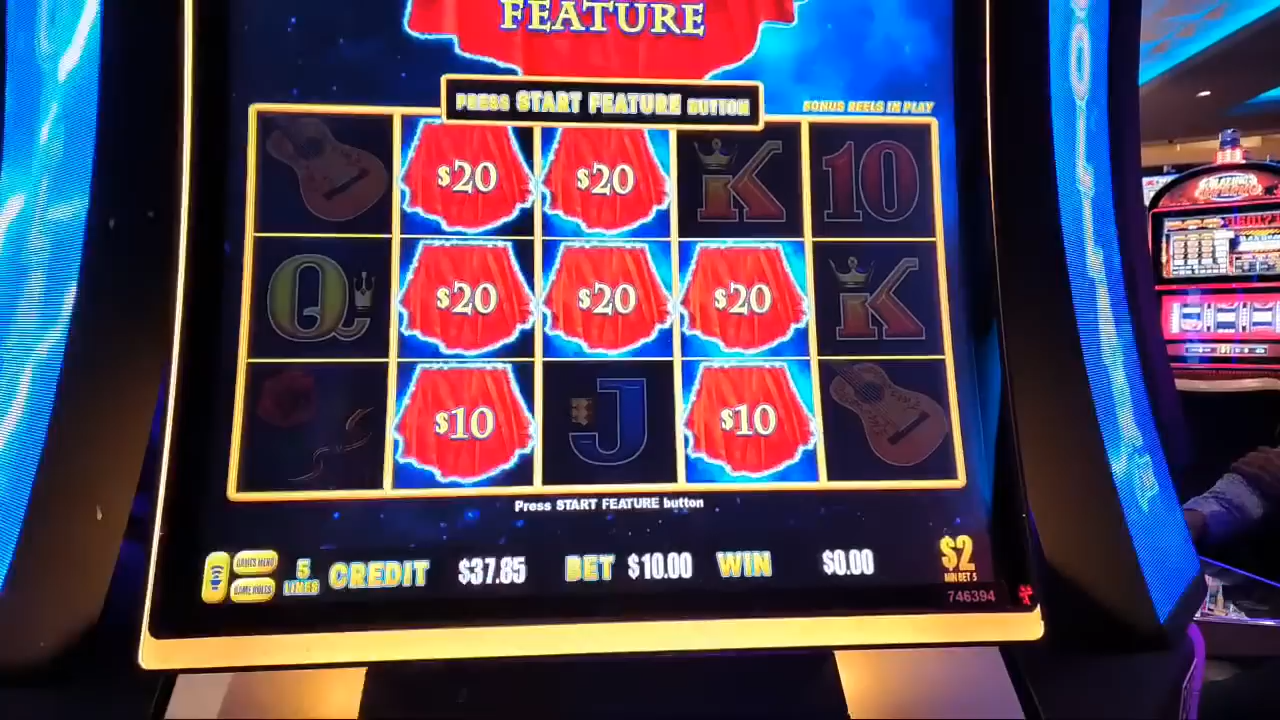 FEATURE
PRESS START FEATURE BUTTON
BONUS REELS IN PLAY
$20 $20 K 10
Q $20 $20 $20 K
$10 J $10
Press START FEATURE button
GAMES MENU
GAME RULES
5 LINES
CREDIT $37.85 BET $10.00 WIN $0.00
$2
MIN BET 5
746394
BLAZING